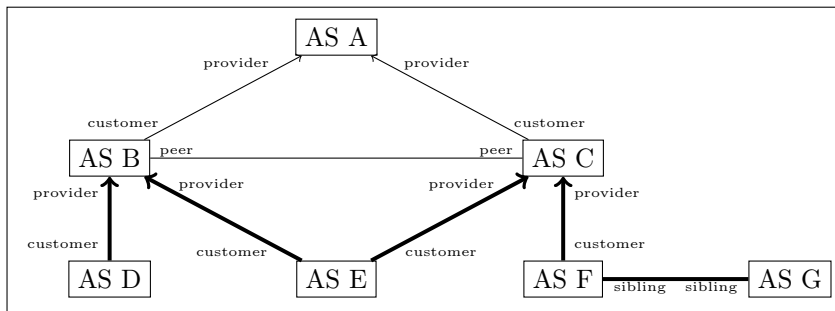 AS A
provider provider
customer customer
AS B peer peer AS C
provider provider provider provider
customer customer customer customer
AS D AS E AS F sibling sibling AS G